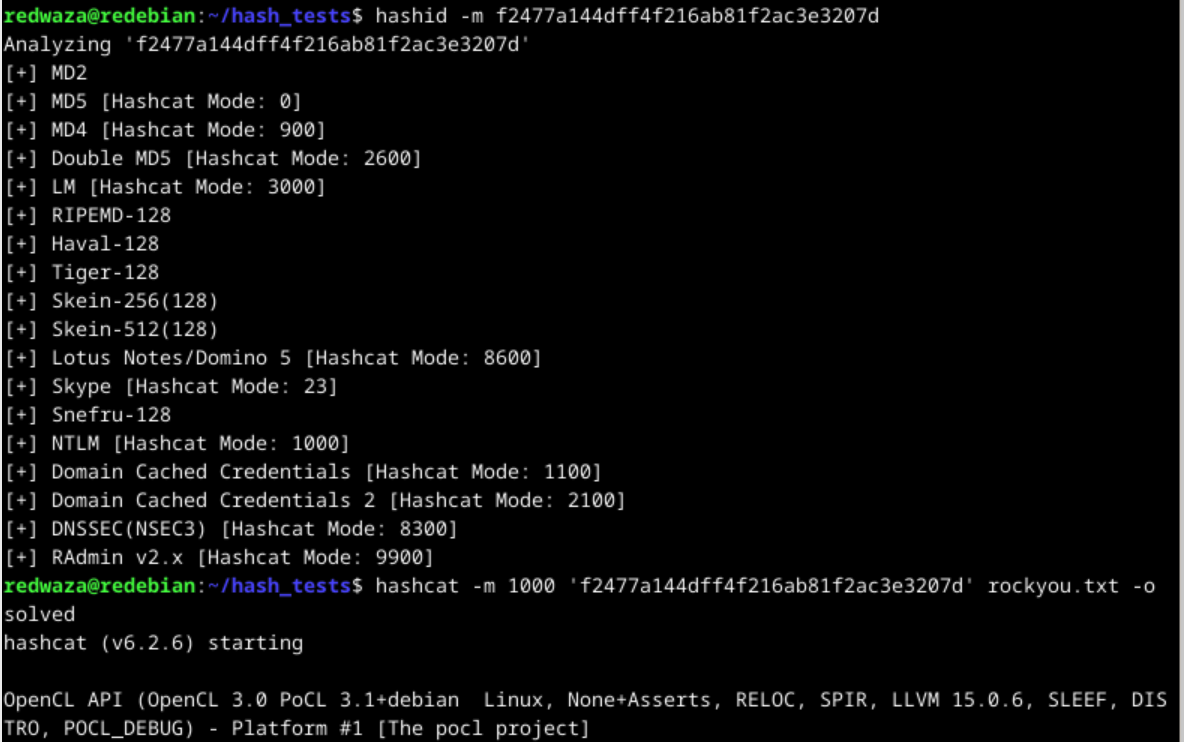 redwaza@redebian:~/hash_tests$ hashid -m f2477a144dff4f216ab81f2ac3e3207d
Analyzing 'f2477a144dff4f216ab81f2ac3e3207d'
[+] MD2
[+] MD5 [Hashcat Mode: 0]
[+] MD4 [Hashcat Mode: 900]
[+] Double MD5 [Hashcat Mode: 2600]
[+] LM [Hashcat Mode: 3000]
[+] RIPEMD-128
[+] Haval-128
[+] Tiger-128
[+] Skein-256(128)
[+] Skein-512(128)
[+] Lotus Notes/Domino 5 [Hashcat Mode: 8600]
[+] Skype [Hashcat Mode: 23]
[+] Snefru-128
[+] NTLM [Hashcat Mode: 1000]
[+] Domain Cached Credentials [Hashcat Mode: 1100]
[+] Domain Cached Credentials 2 [Hashcat Mode: 2100]
[+] DNSSEC(NSEC3) [Hashcat Mode: 8300]
[+] RAdmin v2.x [Hashcat Mode: 9900]
redwaza@redebian:~/hash_tests$ hashcat -m 1000 'f2477a144dff4f216ab81f2ac3e3207d' rockyou.txt -o
solved
hashcat (v6.2.6) starting

OpenCL API (OpenCL 3.0 PoCL 3.1+debian  Linux, None+Asserts, RELOC, SPIR, LLVM 15.0.6, SLEEF, DIS
TRO, POCL_DEBUG) - Platform #1 [The pocl project]